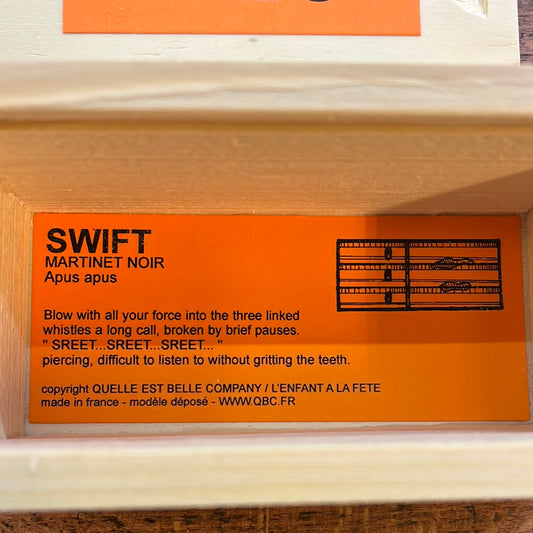 SWIFT
MARTINET NOIR
Apus apus
Blow with all your force into the three linked
whistles a long call, broken by brief pauses.
" SREET...SREET...SREET... "
piercing, difficult to listen to without gritting the teeth.
copyright QUELLE EST BELLE COMPANY / L'ENFANT A LA FETE
made in france - modèle déposé - WWW.QBC.FR